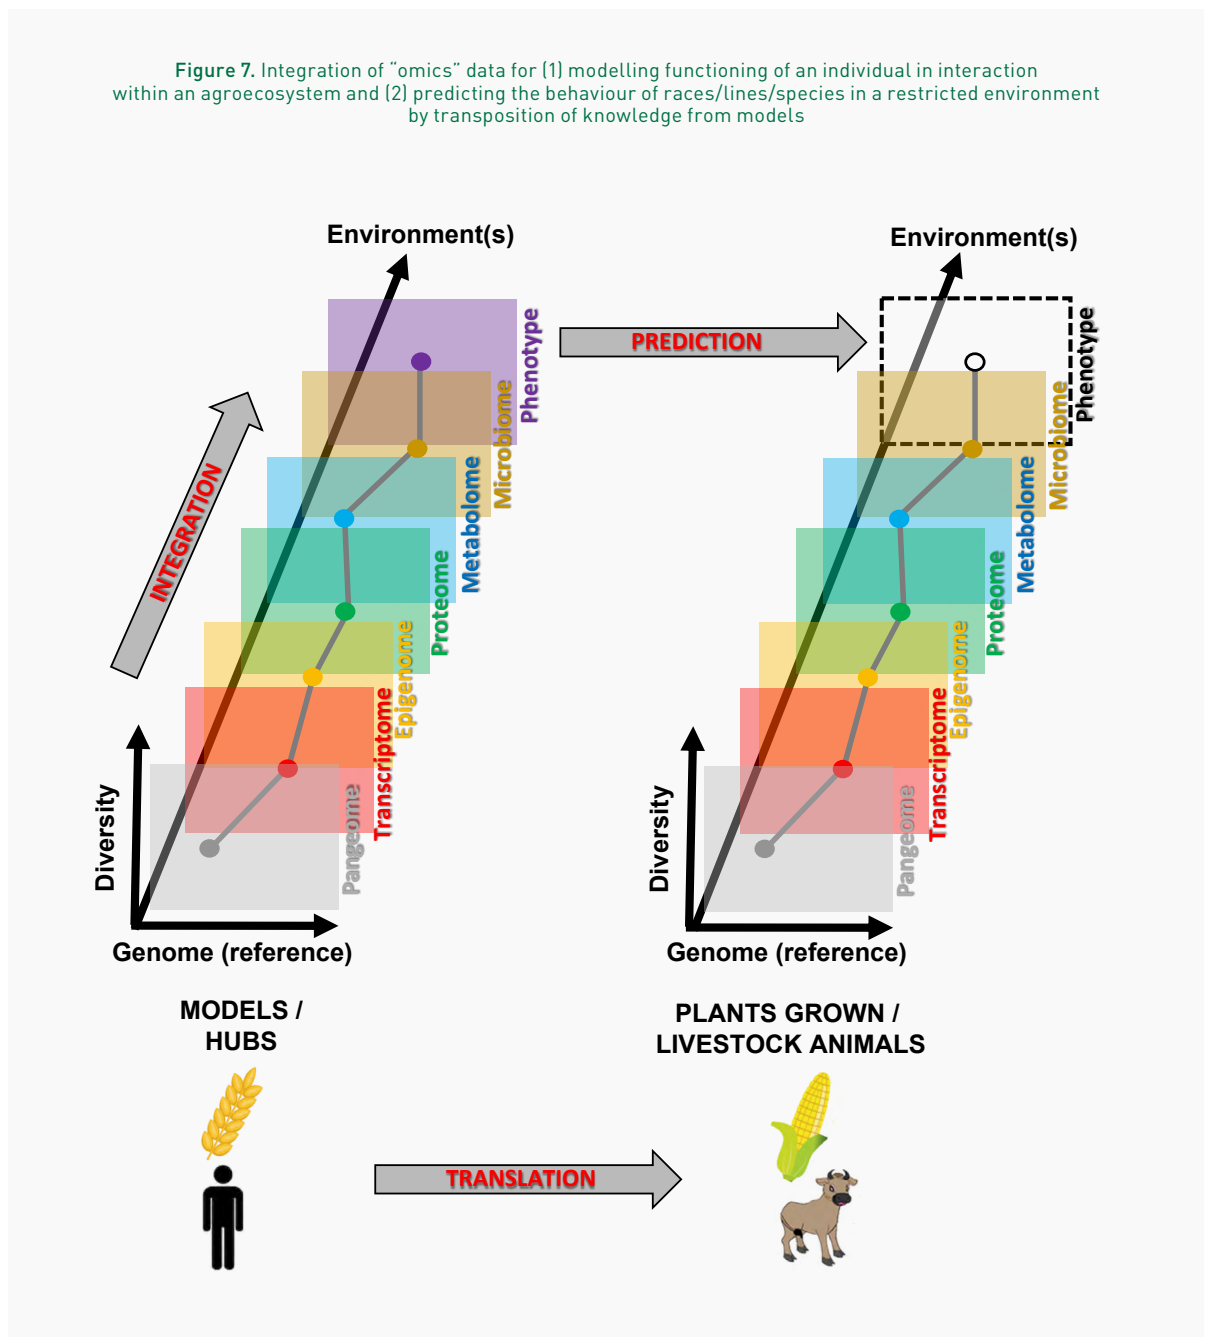 Figure 7. Integration of “omics” data for (1) modelling functioning of an individual in interaction
within an agroecosystem and (2) predicting the behaviour of races/lines/species in a restricted environment
by transposition of knowledge from models
Environment(s)
Phenotype
Microbiome
Metabolome
Proteome
Epigenome
Transcriptome
Pangeome
INTEGRATION
Diversity
Genome (reference)
MODELS /
HUBS
PREDICTION
Environment(s)
Phenotype
Microbiome
Metabolome
Proteome
Epigenome
Transcriptome
Pangeome
Diversity
Genome (reference)
PLANTS GROWN /
LIVESTOCK ANIMALS
TRANSLATION